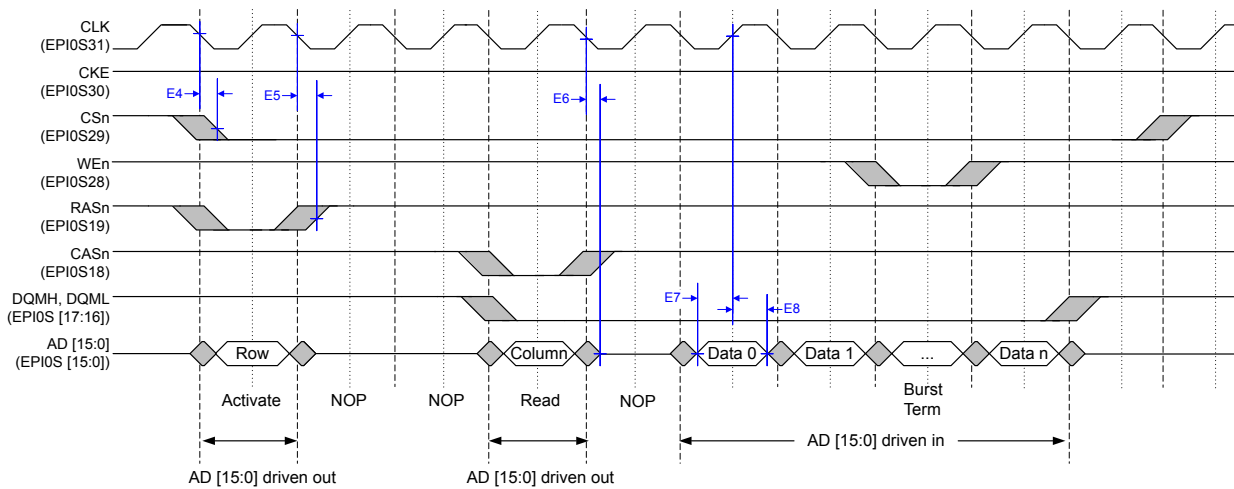 CLK
(EPI0S31)
CKE
(EPI0S30)
E4
E5
E6
CSn
(EPI0S29)
WEn
(EPI0S28)
RASn
(EPI0S19)
CASn
(EPI0S18)
DQMH, DQML
(EPI0S [17:16])
E7
E8
AD [15:0]
(EPI0S [15:0])
Row
Column
Data 0
Data 1
...
Data n
Activate
NOP
NOP
Read
NOP
Burst
Term
AD [15:0] driven in
AD [15:0] driven out
AD [15:0] driven out